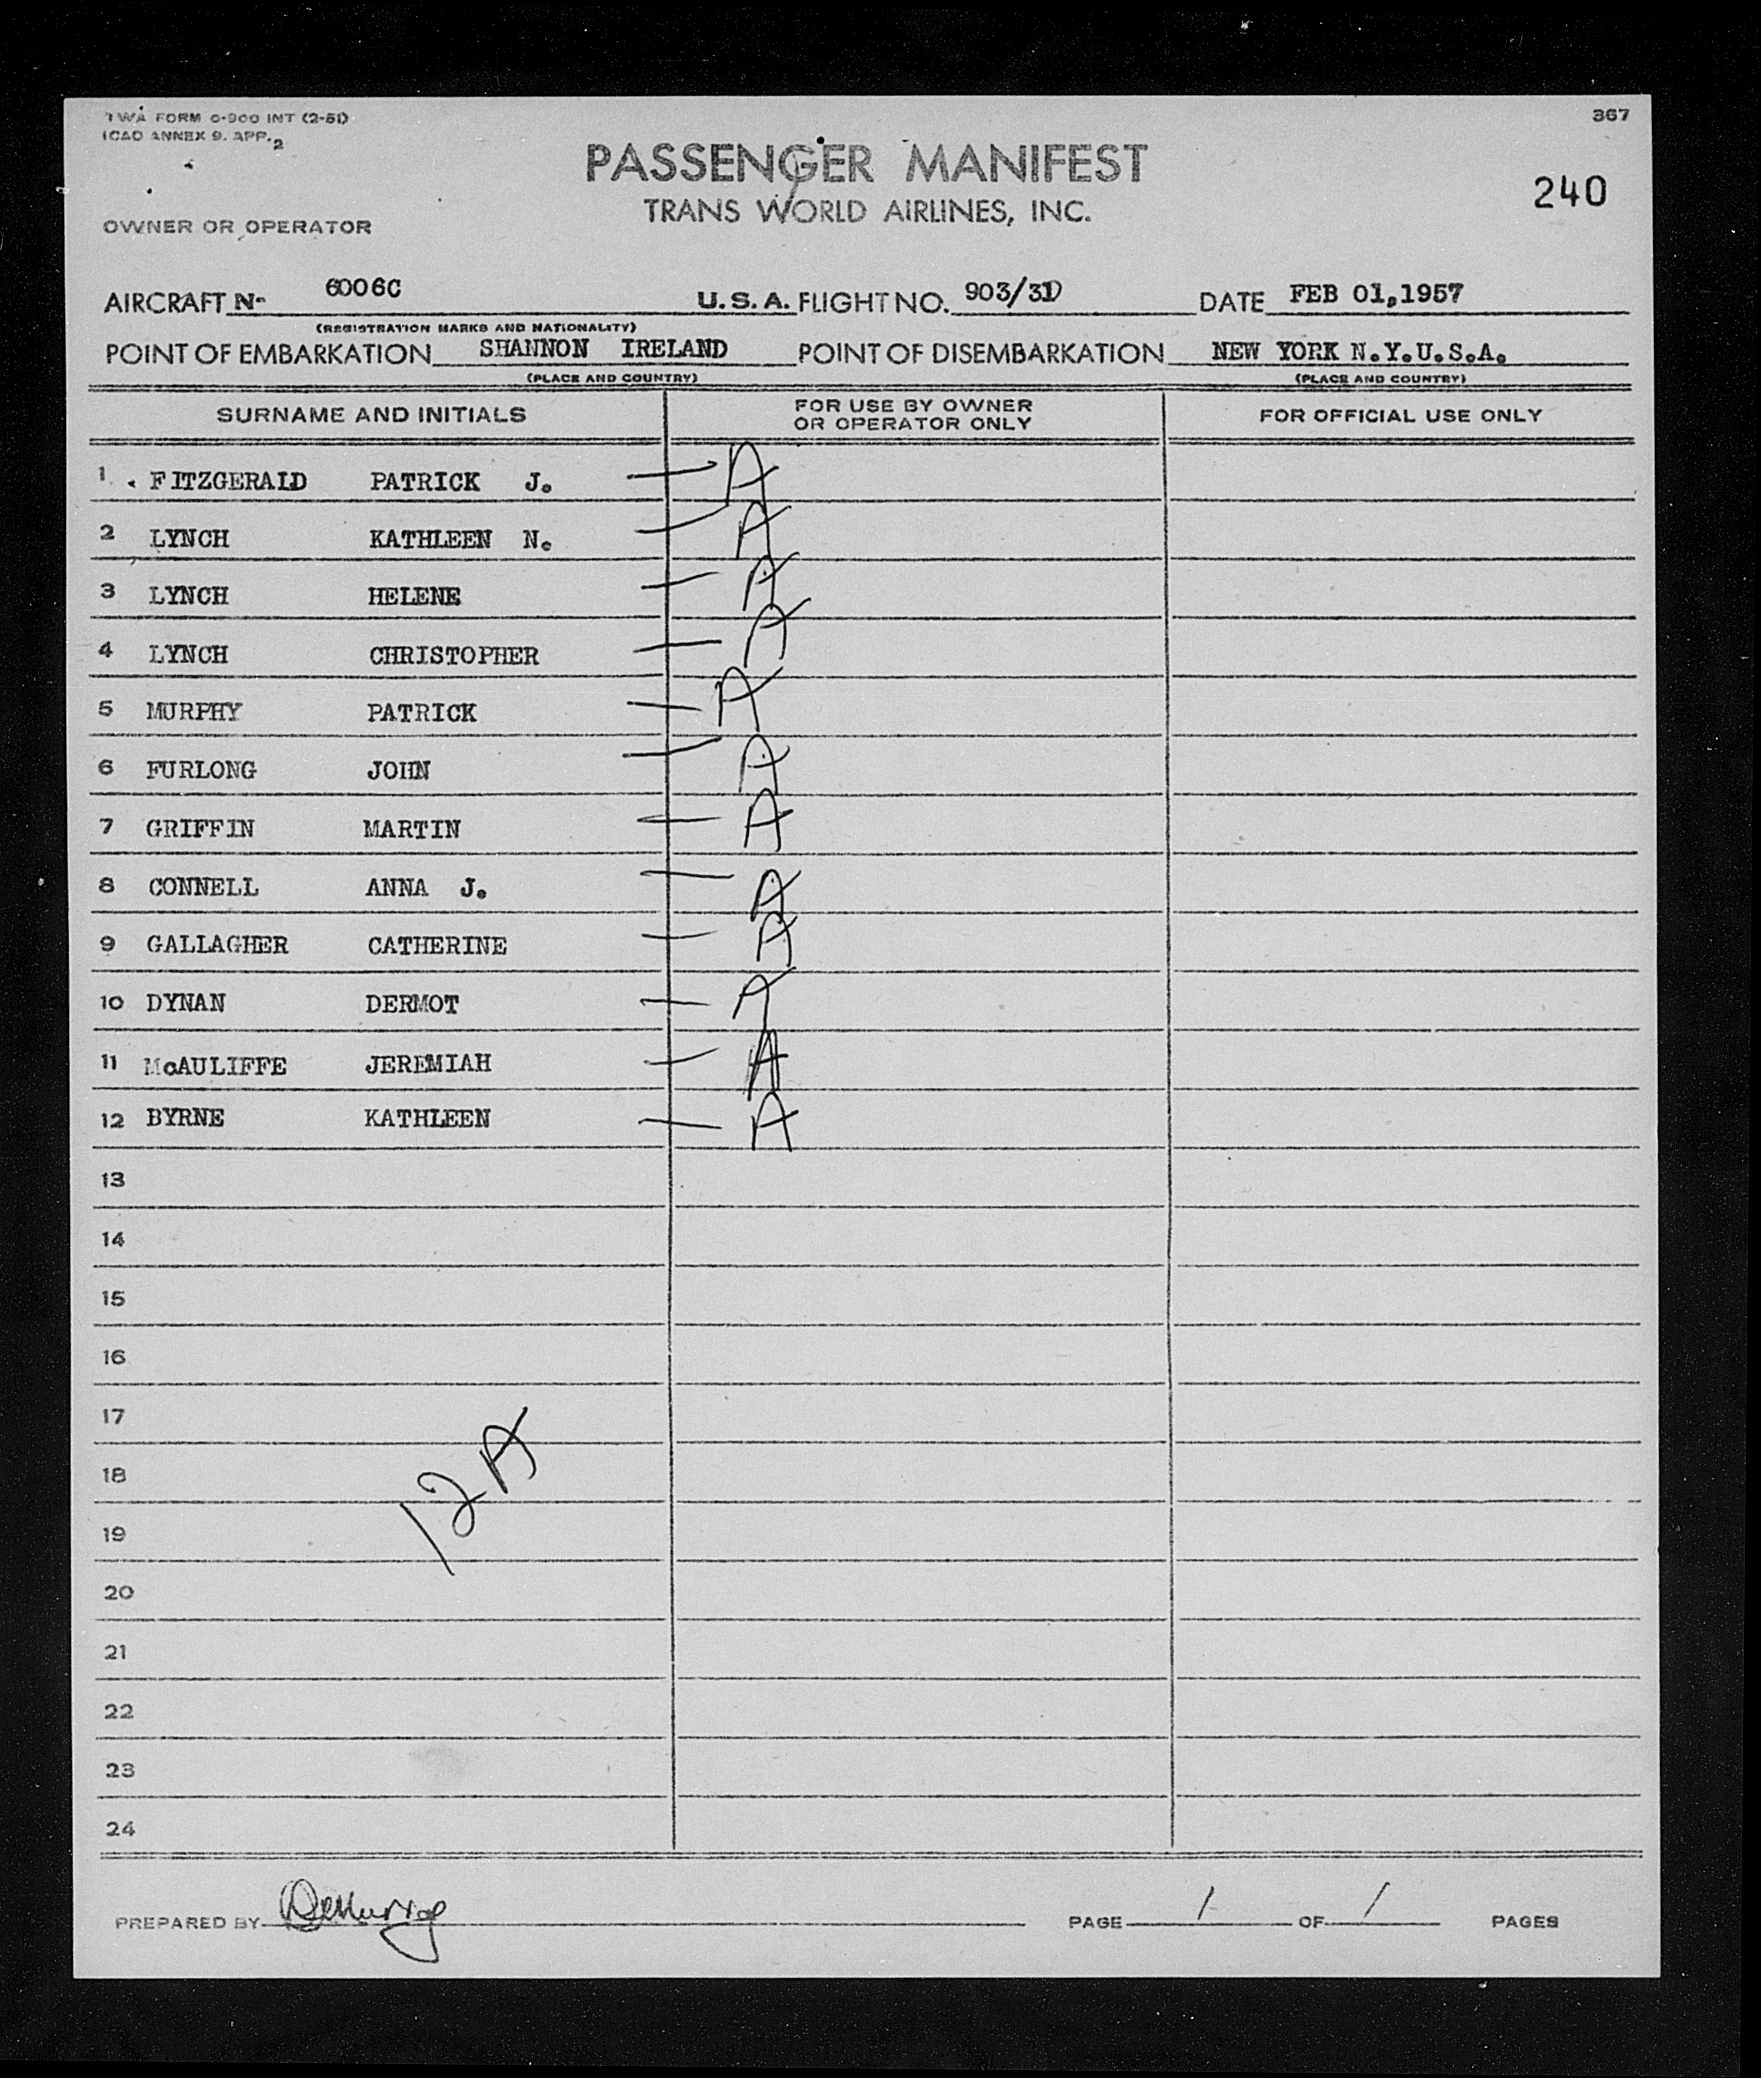 TWA FORM O-900 INT (2-51) 367
ICAO ANNEX 9. APP. 2
PASSENGER MANIFEST
240
TRANS WORLD AIRLINES, INC.
OWNER OR OPERATOR
AIRCRAFT N- 6006C U.S.A. FLIGHT NO. 903/31 DATE FEB 01,1957
(REGISTRATION MARKS AND NATIONALITY)
POINT OF EMBARKATION SHANNON IRELAND POINT OF DISEMBARKATION NEW YORK N.Y.U.S.A.
(PLACE AND COUNTRY) (PLACE AND COUNTRY)
SURNAME AND INITIALS FOR USE BY OWNER OR OPERATOR ONLY FOR OFFICIAL USE ONLY
1 FITZGERALD PATRICK J. — A
2 LYNCH KATHLEEN N. — A
3 LYNCH HELENE — A
4 LYNCH CHRISTOPHER — A
5 MURPHY PATRICK — A
6 FURLONG JOHN — A
7 GRIFFIN MARTIN — A
8 CONNELL ANNA J. — A
9 GALLAGHER CATHERINE — A
10 DYNAN DERMOT — A
11 McAULIFFE JEREMIAH — A
12 BYRNE KATHLEEN — A
13
14
15
16
17
12 A
18
19
20
21
22
23
24
PREPARED BY PAGE 1 OF 1 PAGES